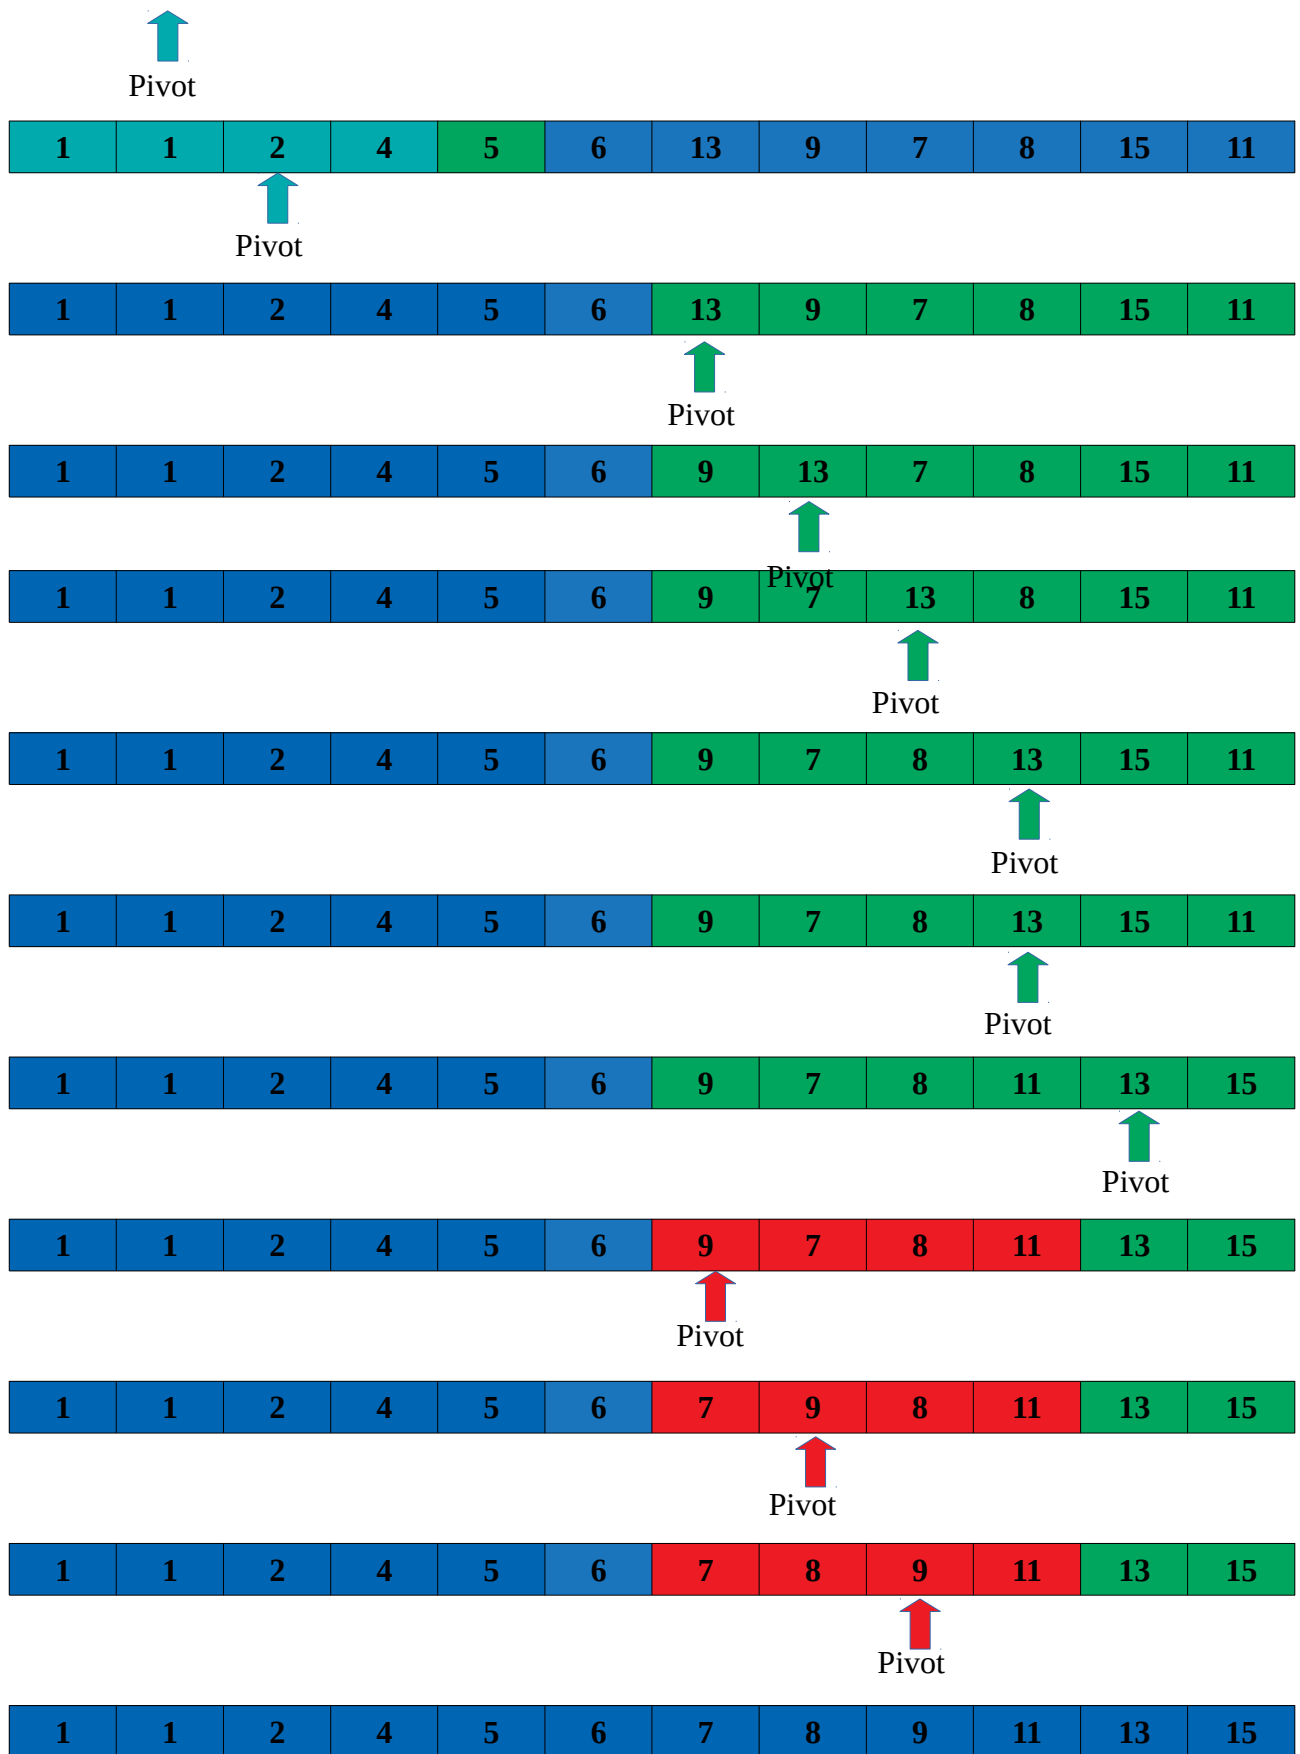 Pivot
1 1 2 4 5 6 13 9 7 8 15 11
Pivot
1 1 2 4 5 6 13 9 7 8 15 11
Pivot
1 1 2 4 5 6 9 13 7 8 15 11
Pivot
1 1 2 4 5 6 9 7 13 8 15 11
Pivot
1 1 2 4 5 6 9 7 8 13 15 11
Pivot
1 1 2 4 5 6 9 7 8 13 15 11
Pivot
1 1 2 4 5 6 9 7 8 11 13 15
Pivot
1 1 2 4 5 6 9 7 8 11 13 15
Pivot
1 1 2 4 5 6 7 9 8 11 13 15
Pivot
1 1 2 4 5 6 7 8 9 11 13 15
Pivot
1 1 2 4 5 6 7 8 9 11 13 15